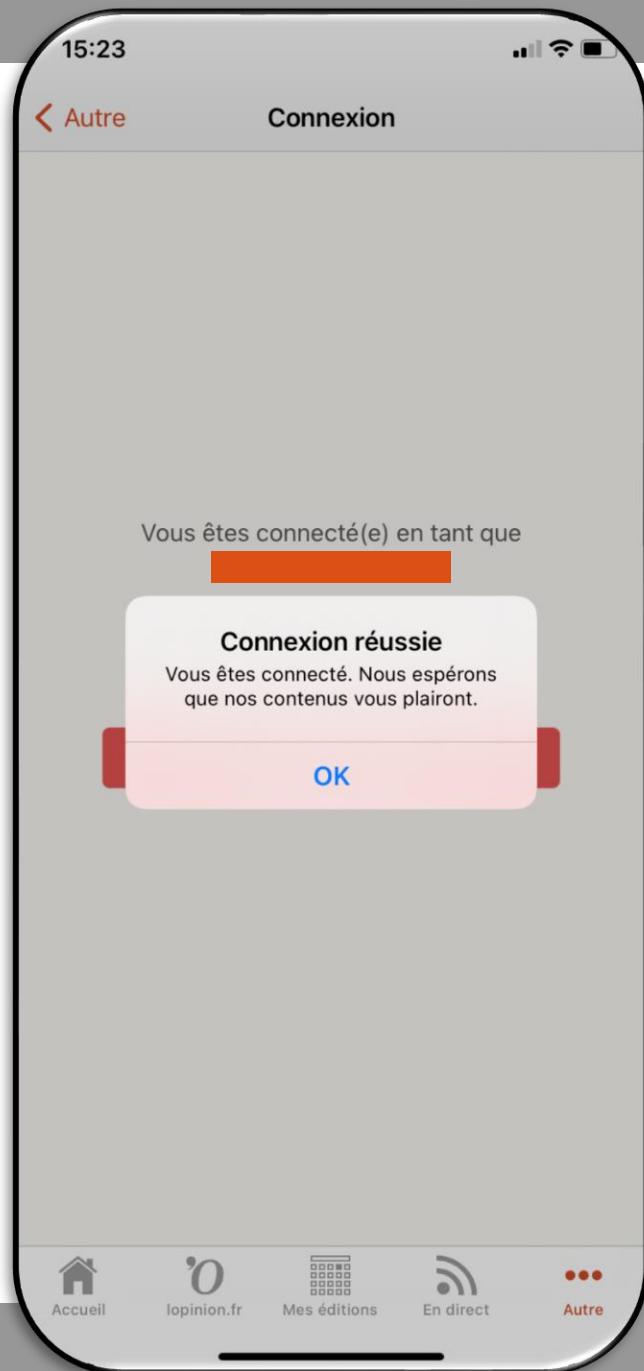 15:23
Autre
Connexion
Vous êtes connecté(e) en tant que
Connexion réussie
Vous êtes connecté. Nous espérons
que nos contenus vous plairont.
OK
Accueil
lopinion.fr
Mes éditions
En direct
Autre